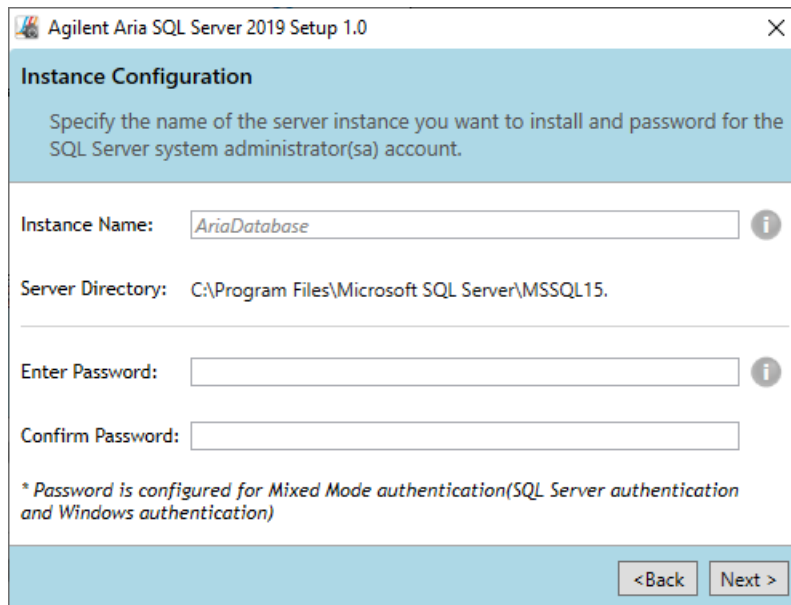 Agilent Aria SQL Server 2019 Setup 1.0
Instance Configuration
Specify the name of the server instance you want to install and password for the
SQL Server system administrator(sa) account.
Instance Name: AriaDatabase
Server Directory: C:\Program Files\Microsoft SQL Server\MSSQL15.
Enter Password:
Confirm Password:
* Password is configured for Mixed Mode authentication(SQL Server authentication
and Windows authentication)
<Back Next >